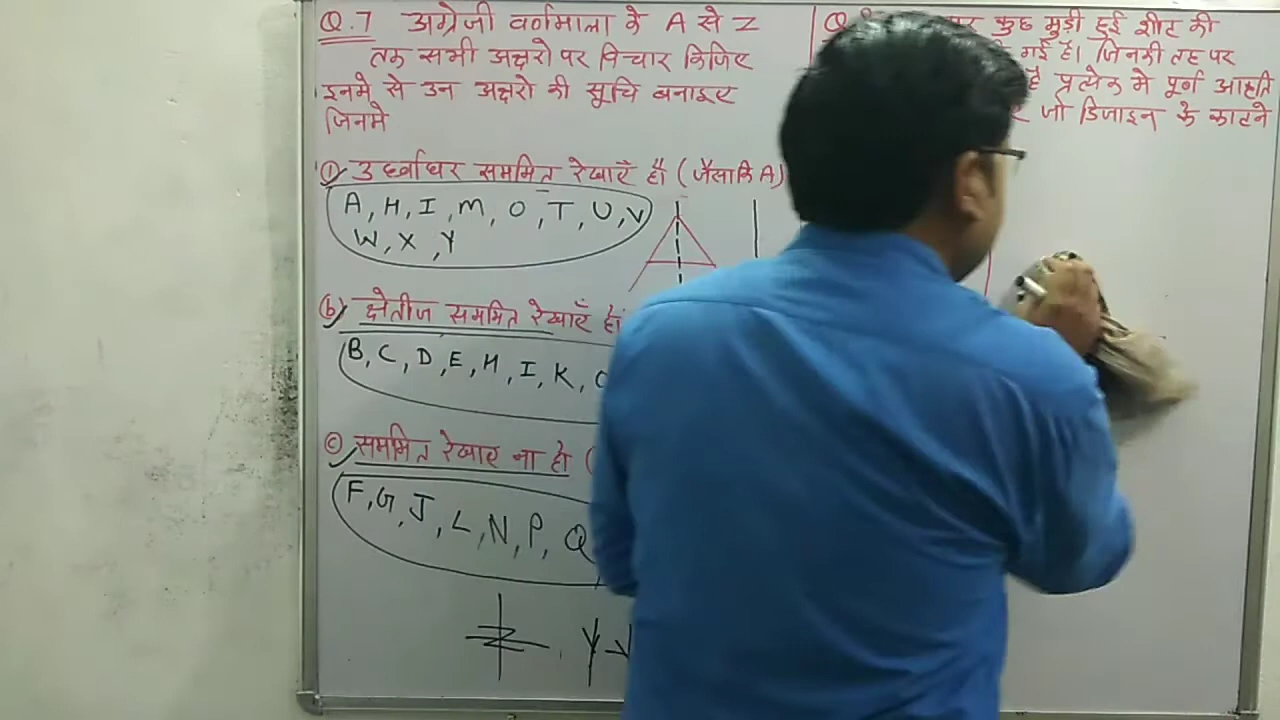 Q.7 अग्रेजी वर्णमाला के A से Z
तक सभी अक्षरो पर विचार किजिए
इनमे से उन अक्षरो की सूचि बनाइए
जिनमे
(a) उर्ध्वाधर सममित रेखाएँ है (जैसाकि A)
A, H, I, M, O, T, U, V
W, X, Y
(b) क्षेतीज सममित रेखाएँ है
B, C, D, E, H, I, K, O
(c) सममित रेखाए ना हो (
F, G, J, L, N, P, Q
Z Y
Q कुछ मुड़ी हुई शीट की
गई है। जिनकी तह पर
है प्रत्येक मे पूर्ण आकृति
जो डिजाइन के काटने